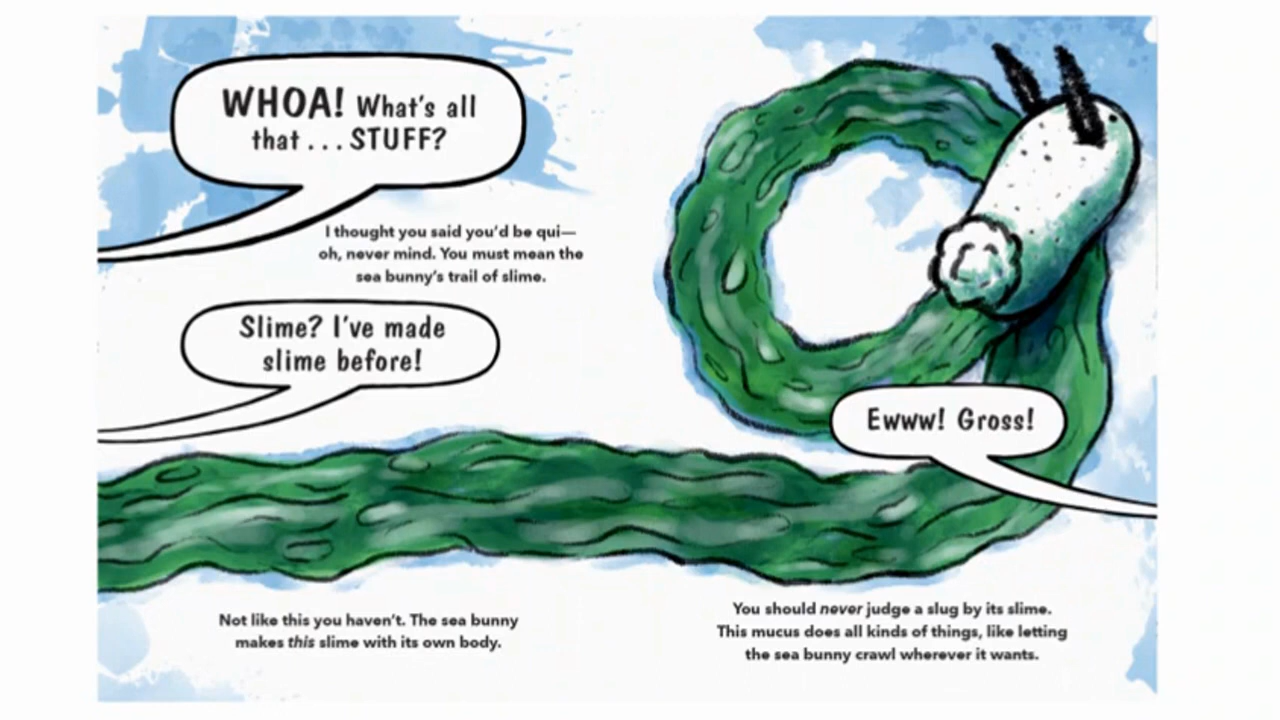 WHOA! What's all
that . . . STUFF?
I thought you said you'd be qui—
oh, never mind. You must mean the
sea bunny's trail of slime.
Slime? I've made
slime before!
Not like this you haven't. The sea bunny
makes this slime with its own body.
Ewww! Gross!
You should never judge a slug by its slime.
This mucus does all kinds of things, like letting
the sea bunny crawl wherever it wants.